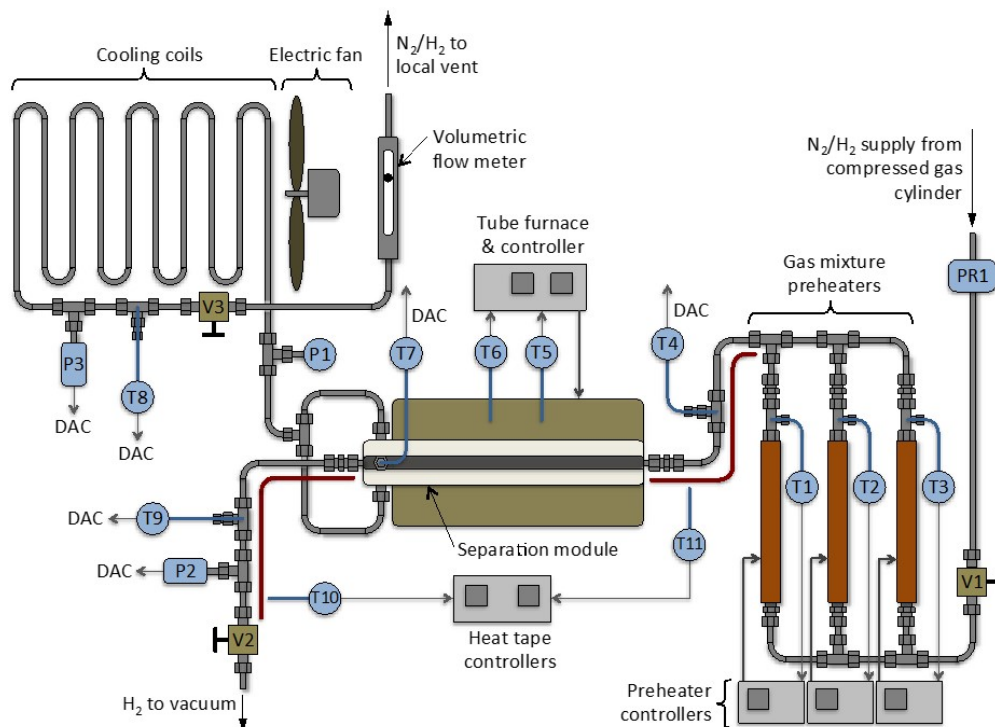 Cooling coils
Electric fan
N₂/H₂ to
local vent
Volumetric
flow meter
N₂/H₂ supply from
compressed gas
cylinder
Tube furnace
& controller
Gas mixture
preheaters
PR1
DAC
DAC
V3
P1
T7
T6
T5
T4
P3
T8
DAC
DAC
T1
T2
T3
DAC
T9
Separation module
T11
DAC
P2
T10
V1
V2
Heat tape
controllers
H₂ to vacuum
Preheater
controllers